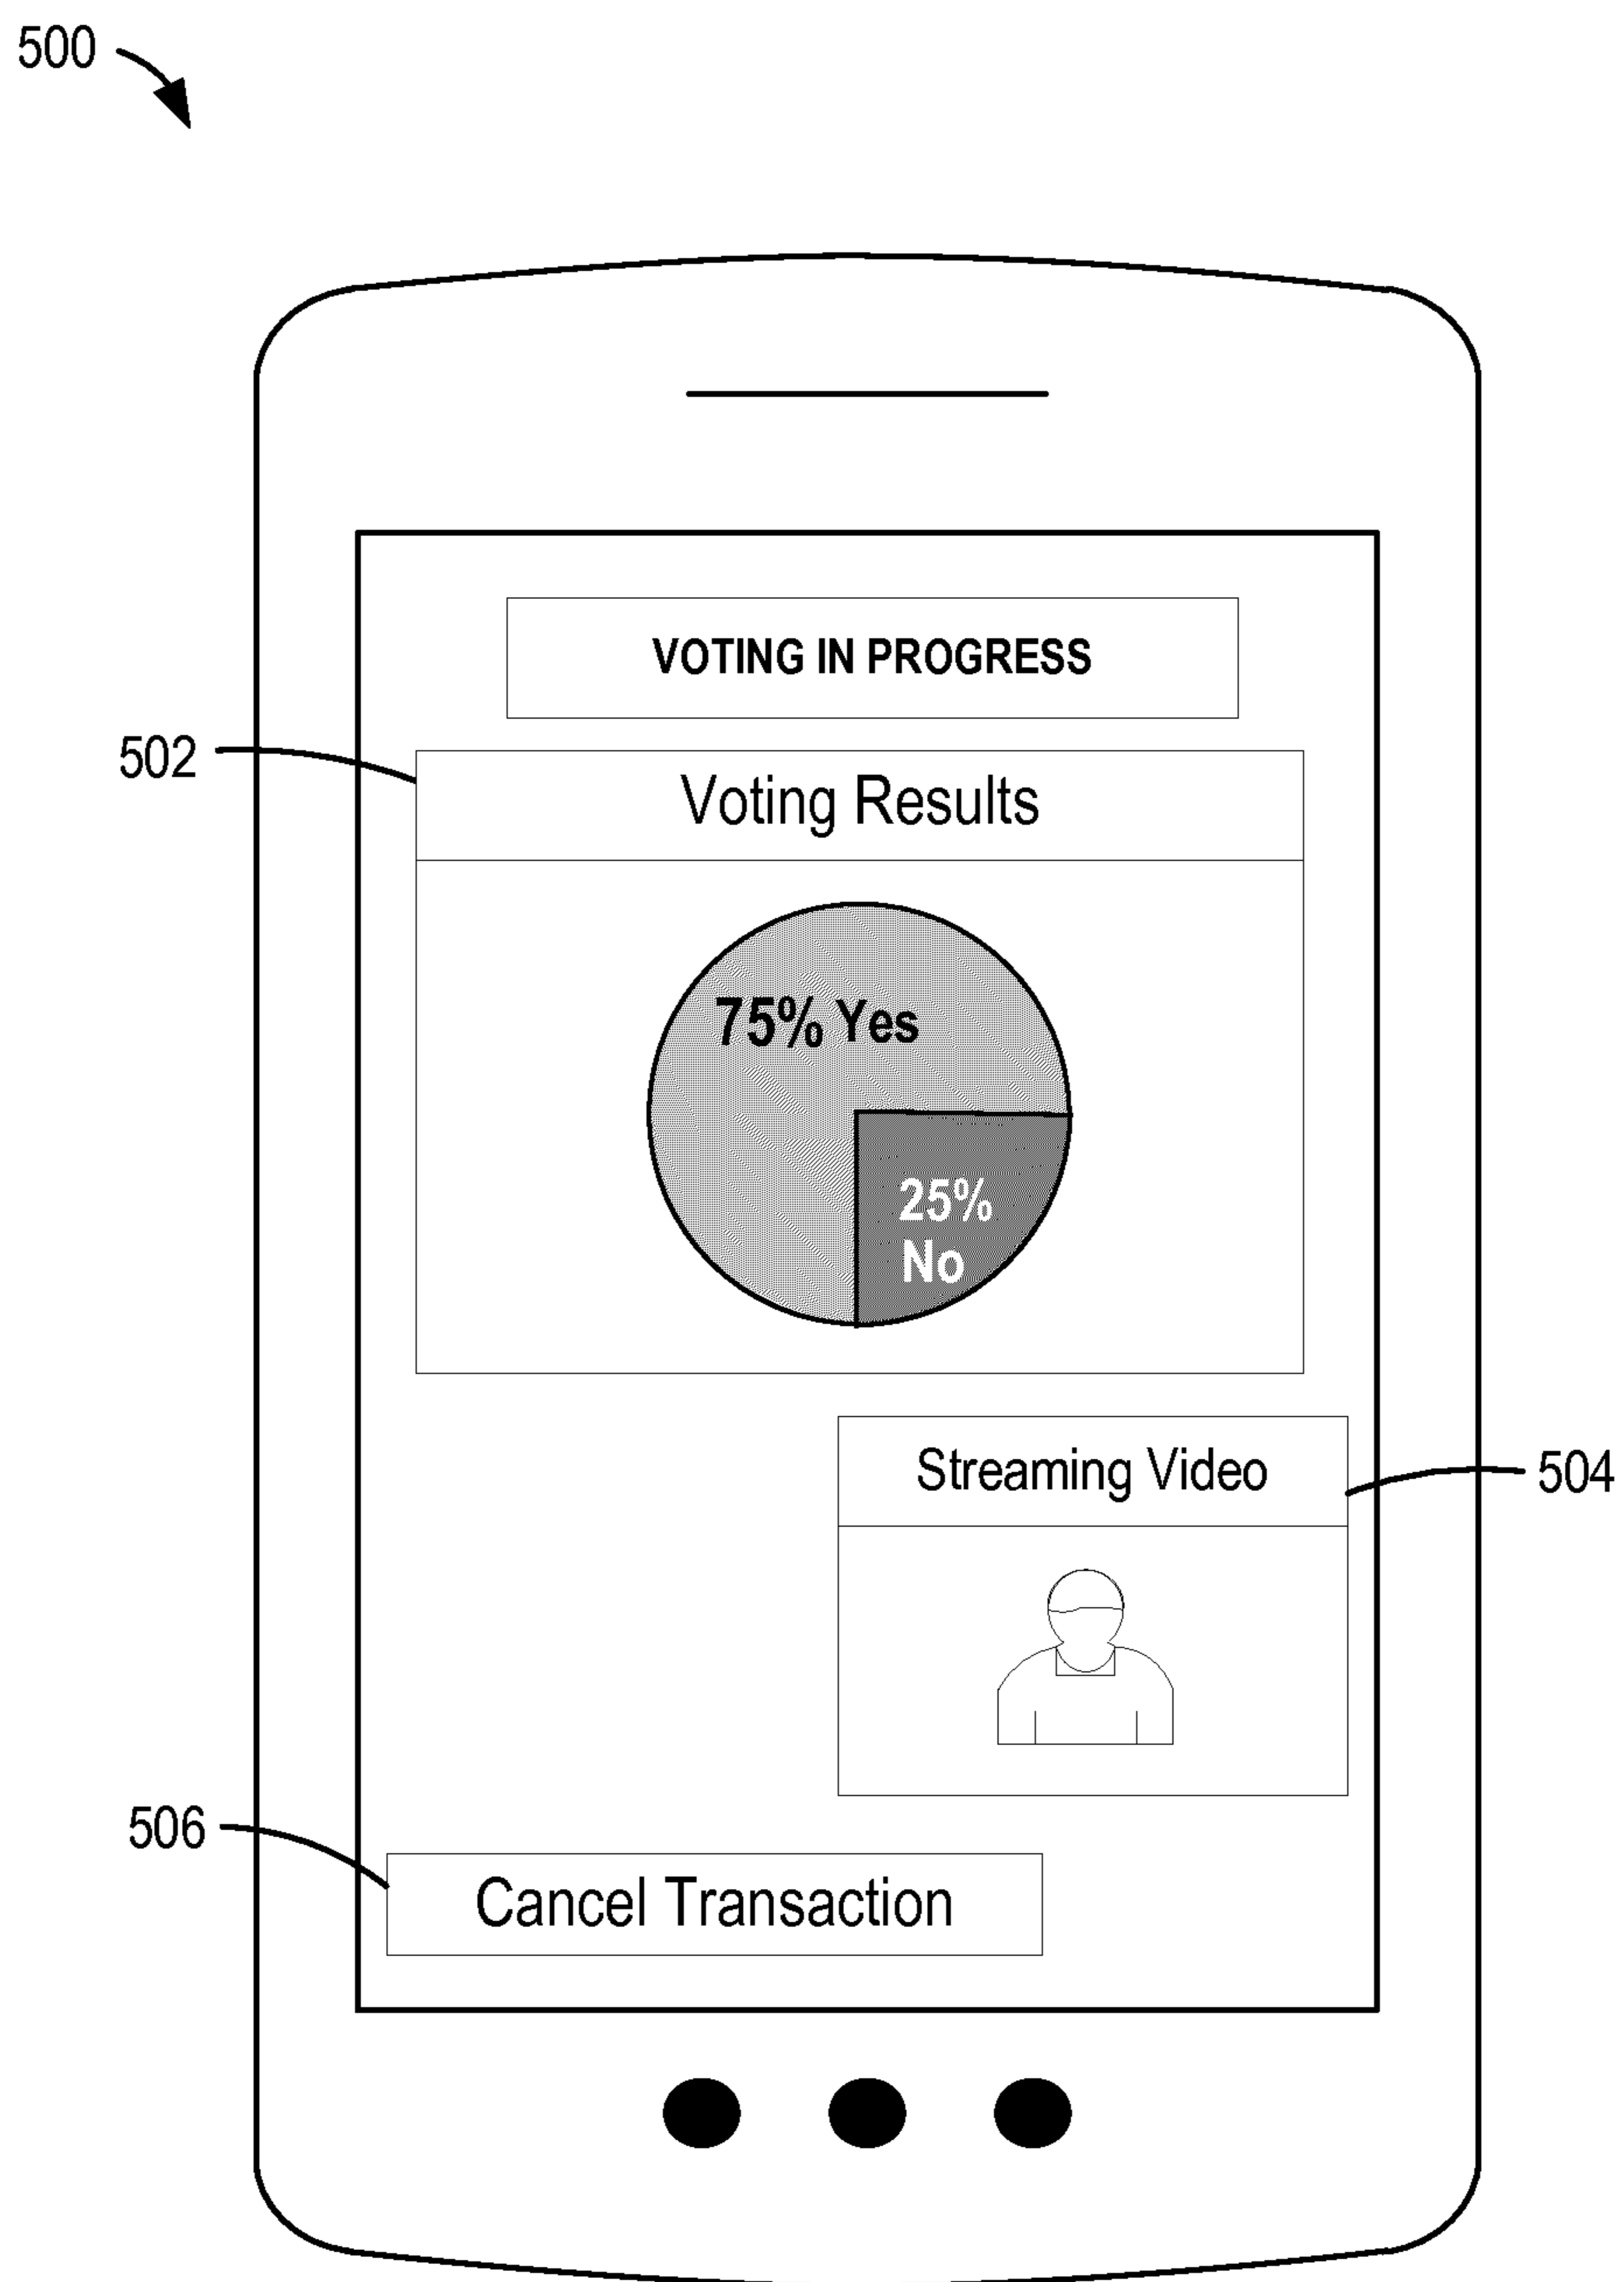 500
VOTING IN PROGRESS
502
Voting Results
75% Yes
25%
No
Streaming Video
504
506
Cancel Transaction